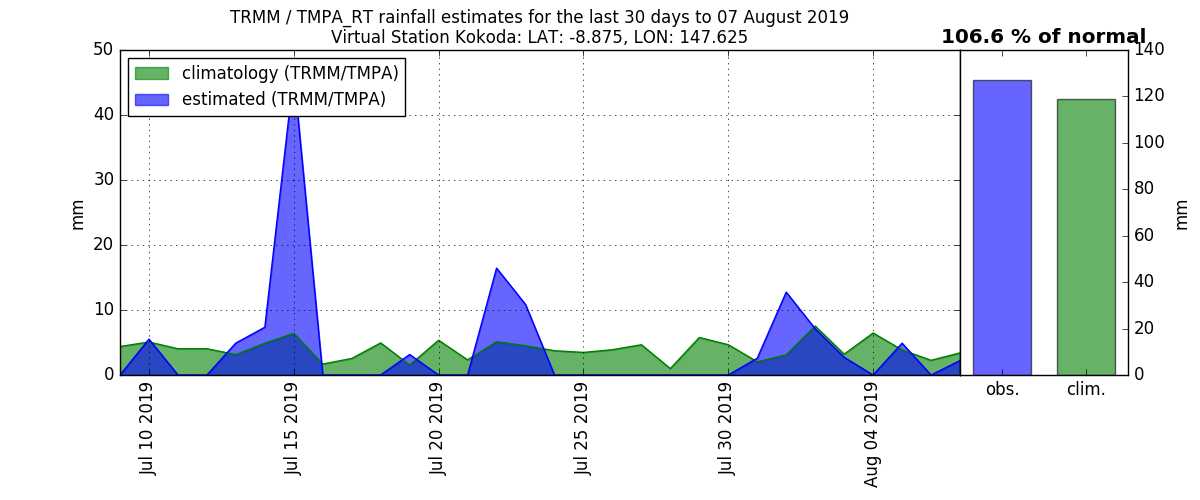 TRMM / TMPA_RT rainfall estimates for the last 30 days to 07 August 2019
Virtual Station Kokoda: LAT: -8.875, LON: 147.625
106.6 % of normal
climatology (TRMM/TMPA)
estimated (TRMM/TMPA)
50
40
30
20
10
0
mm
Jul 10 2019
Jul 15 2019
Jul 20 2019
Jul 25 2019
Jul 30 2019
Aug 04 2019
140
120
100
80
60
40
20
0
mm
obs.
clim.